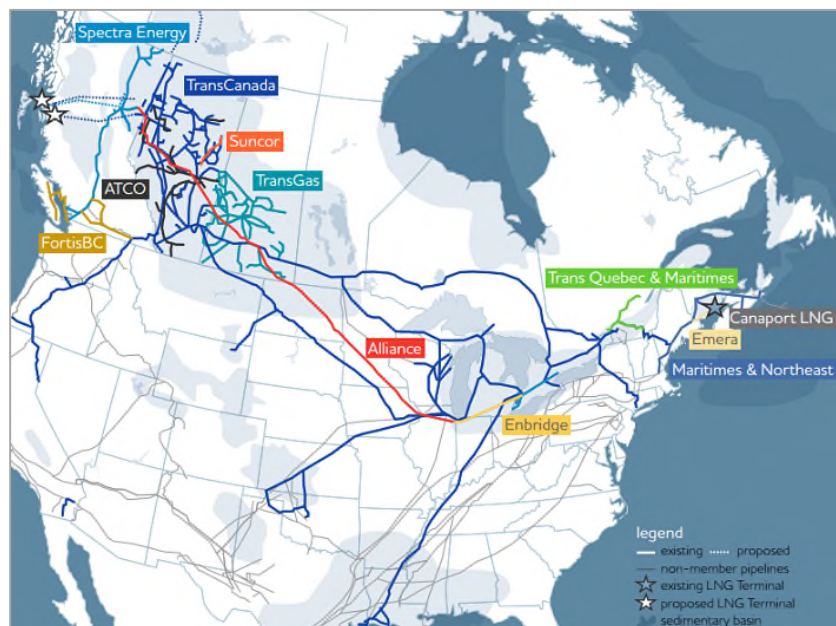 Spectra Energy
TransCanada
Suncor
ATCO
TransGas
FortisBC
Trans Quebec & Maritimes
Canaport LNG
Emera
Alliance
Maritimes & Northeast
Enbridge
legend
existing
proposed
non-member pipelines
existing LNG Terminal
proposed LNG Terminal
sedimentary basin